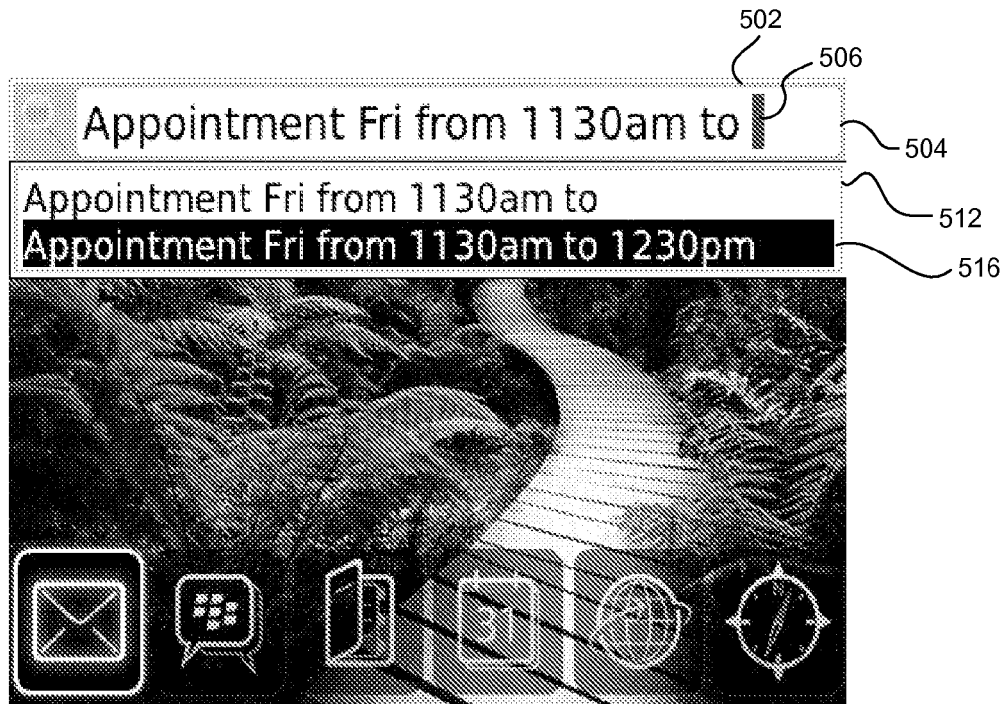 502
506
Appointment Fri from 1130am to
504
Appointment Fri from 1130am to
512
Appointment Fri from 1130am to 1230pm
516
31